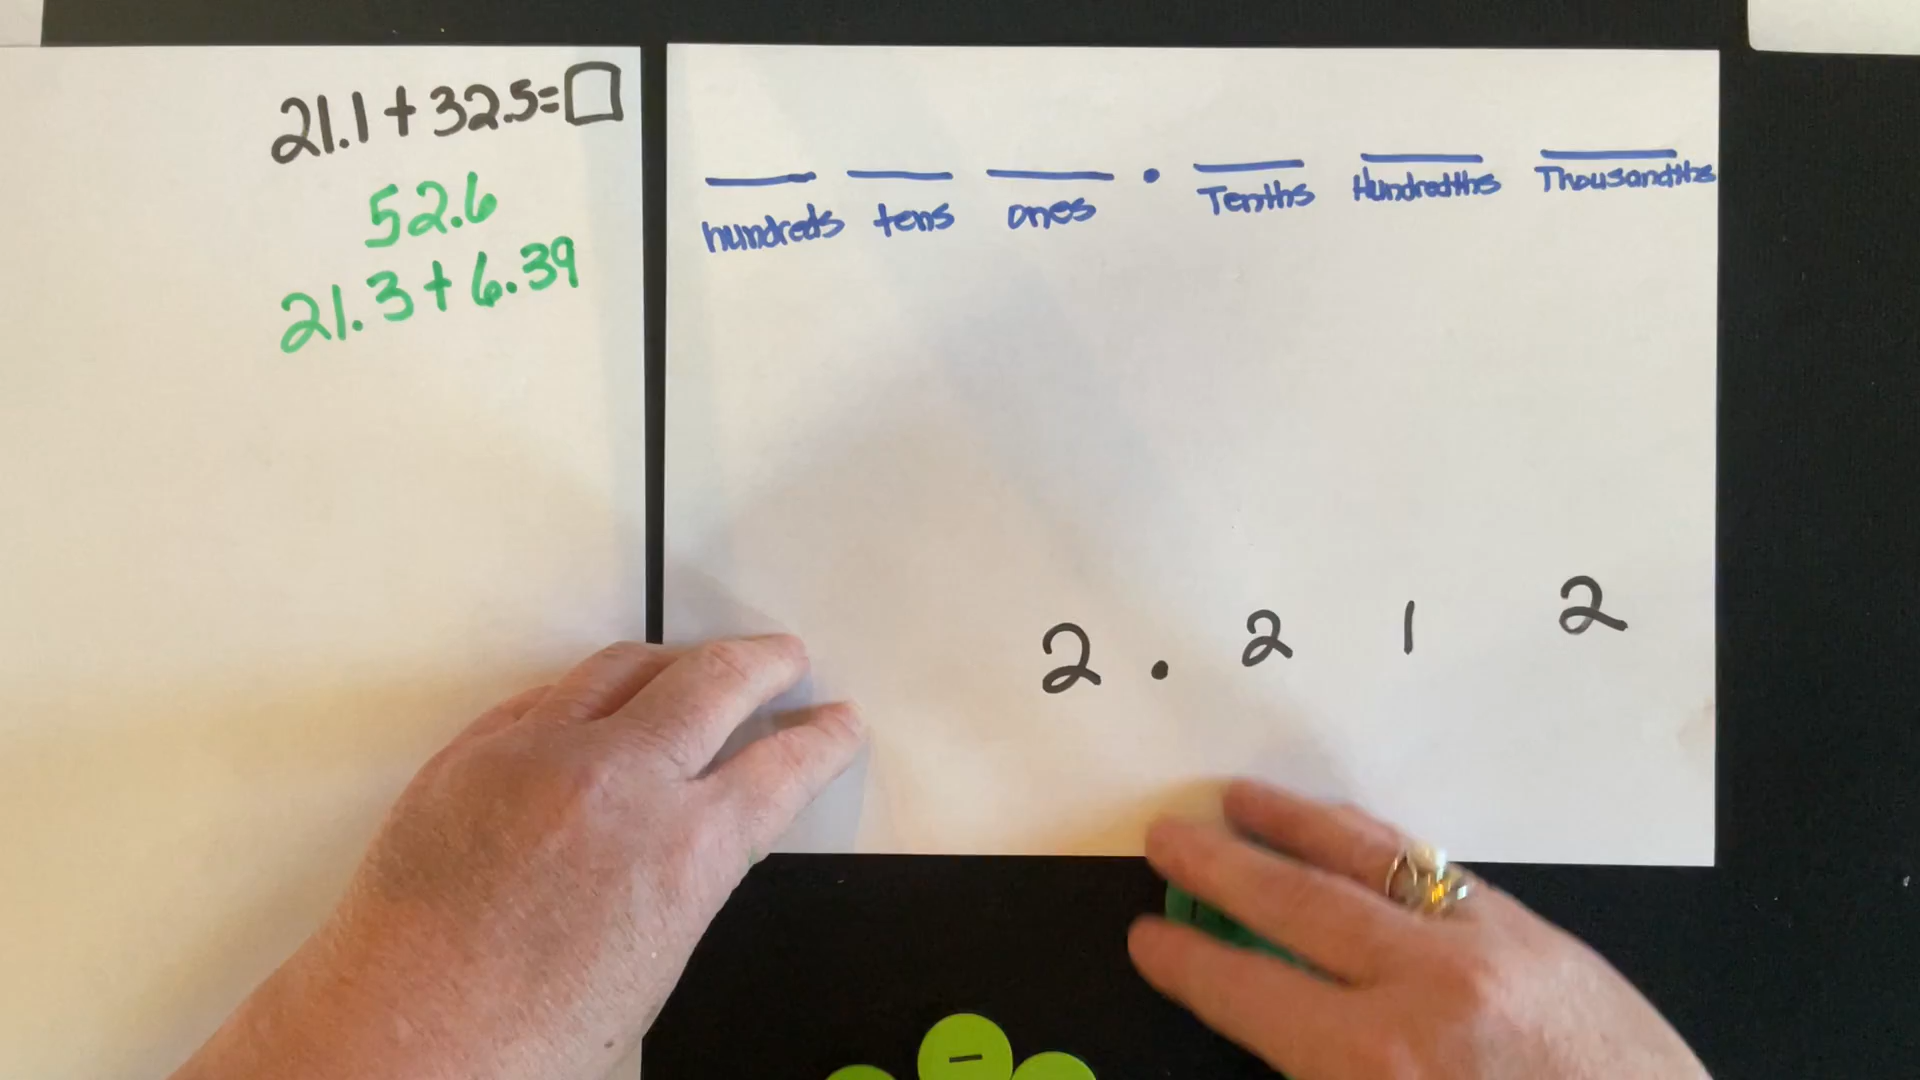 21.1 + 32.5 = □
52.6
21.3 + 6.39
.
hundreds tens ones Tenths Hundredths Thousandths
2 . 2 1 2